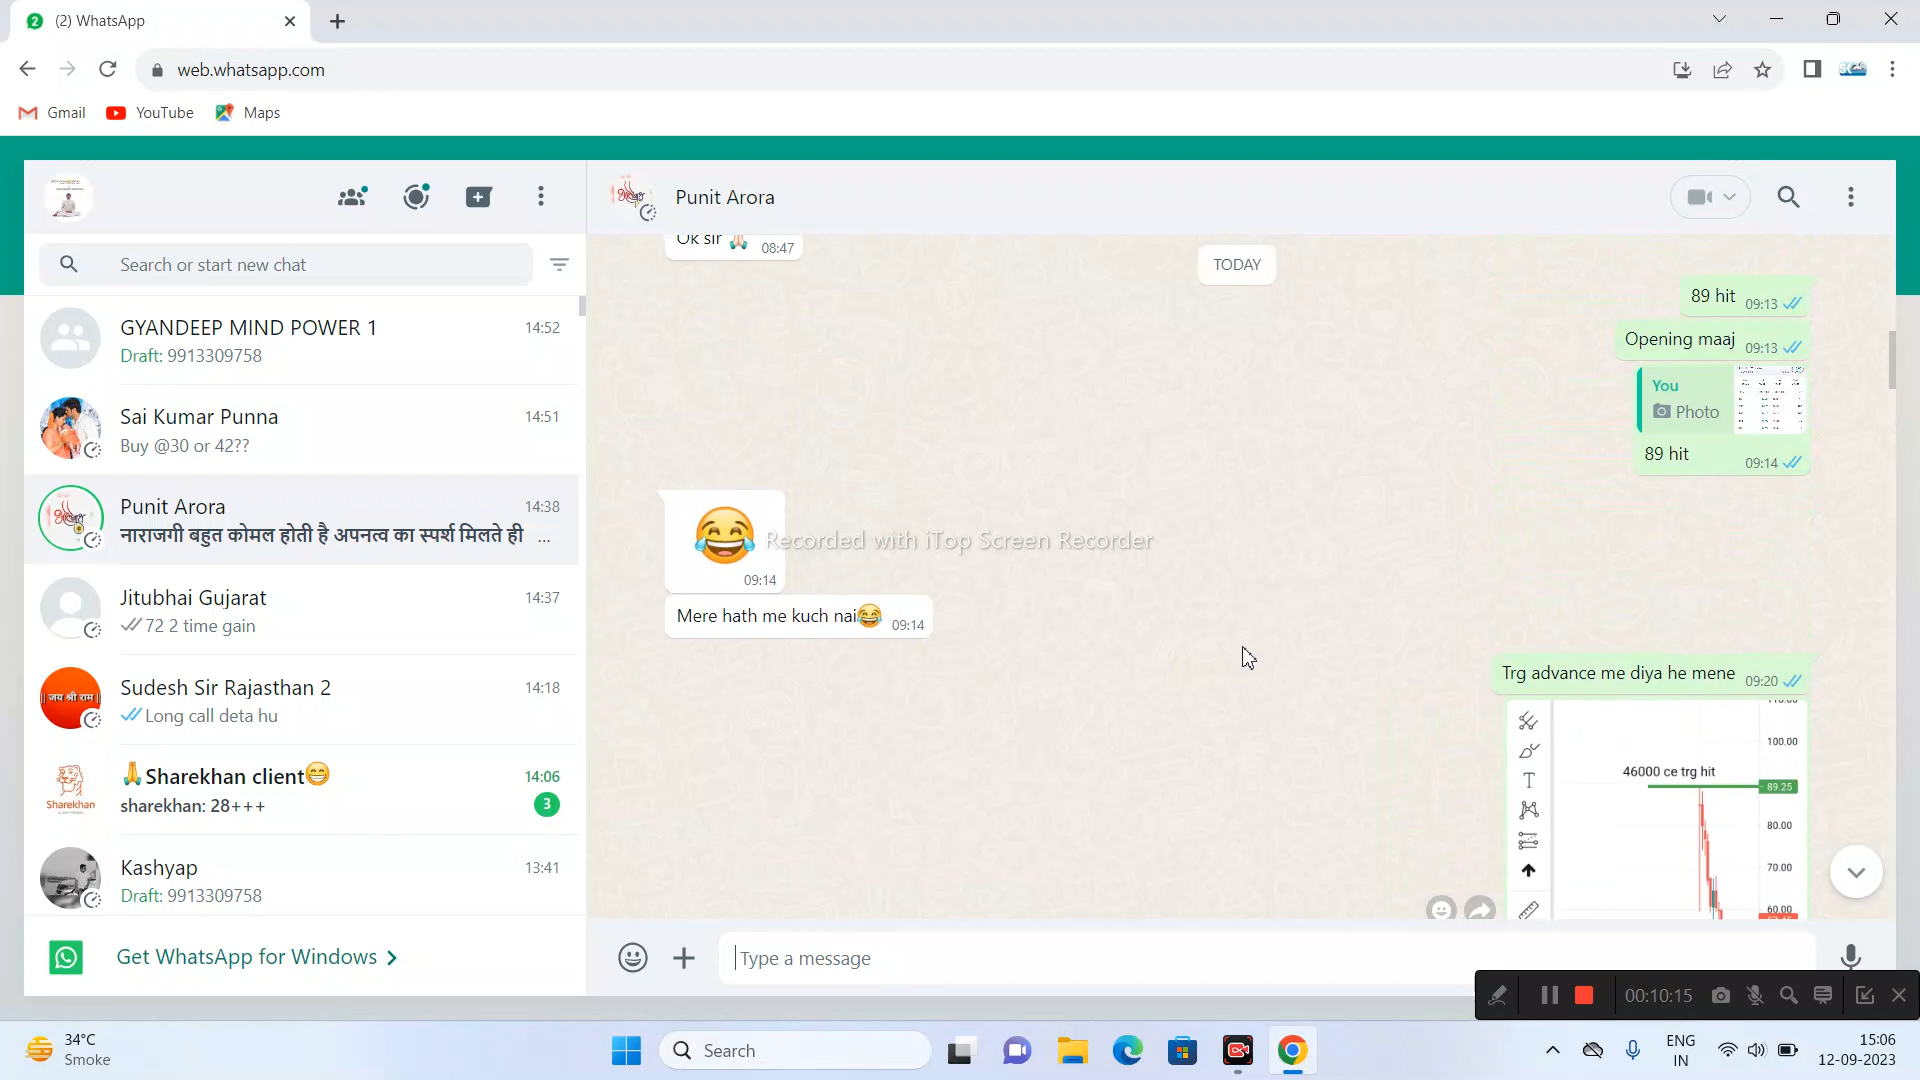 (2) WhatsApp
web.whatsapp.com
Gmail
YouTube
Maps
Search or start new chat
GYANDEEP MIND POWER 1
14:52
Draft: 9913309758
Sai Kumar Punna
14:51
Buy @30 or 42??
Punit Arora
14:38
नाराजगी बहुत कोमल होती है अपनत्व का स्पर्श मिलते ही ...
Jitubhai Gujarat
14:37
72 2 time gain
|| जय श्री राम ||
Sudesh Sir Rajasthan 2
14:18
Long call deta hu
Sharekhan
🙏Sharekhan client😁
14:06
sharekhan: 28+++
3
Kashyap
13:41
Draft: 9913309758
Get WhatsApp for Windows
Punit Arora
Ok sir 🙏🏻 08:47
TODAY
89 hit 09:13
Opening maaj 09:13
You
Photo
89 hit 09:14
😂
09:14
Recorded with iTop Screen Recorder
Mere hath me kuch nai😂 09:14
Trg advance me diya he mene 09:20
100.00
46000 ce trg hit
89.25
80.00
70.00
60.00
Type a message
00:10:15
34°C
Smoke
Search
ENG
IN
15:06
12-09-2023